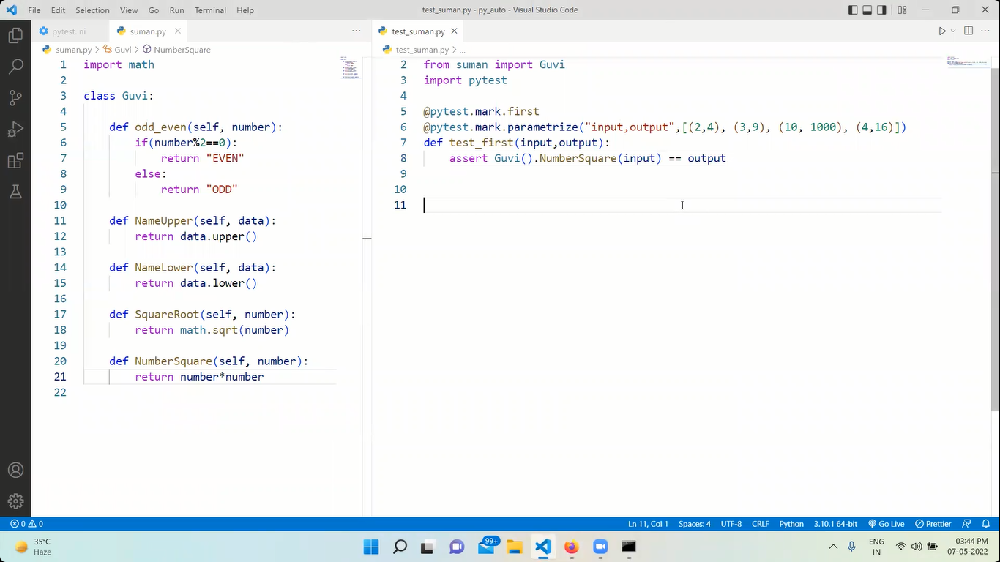 File Edit Selection View Go Run Terminal Help
test_suman.py - py_auto - Visual Studio Code
pytest.ini
suman.py
suman.py > Guvi > NumberSquare
1 import math
2
3 class Guvi:
4
5 def odd_even(self, number):
6 if(number%2==0):
7 return "EVEN"
8 else:
9 return "ODD"
10
11 def NameUpper(self, data):
12 return data.upper()
13
14 def NameLower(self, data):
15 return data.lower()
16
17 def SquareRoot(self, number):
18 return math.sqrt(number)
19
20 def NumberSquare(self, number):
21 return number*number
22
test_suman.py
test_suman.py > ...
2 from suman import Guvi
3 import pytest
4
5 @pytest.mark.first
6 @pytest.mark.parametrize("input,output",[(2,4), (3,9), (10, 1000), (4,16)])
7 def test_first(input,output):
8 assert Guvi().NumberSquare(input) == output
9
10
11
0 0
Ln 11, Col 1 Spaces: 4 UTF-8 CRLF Python 3.10.1 64-bit Go Live Prettier
35°C
Haze
99+
ENG
IN
03:44 PM
07-05-2022